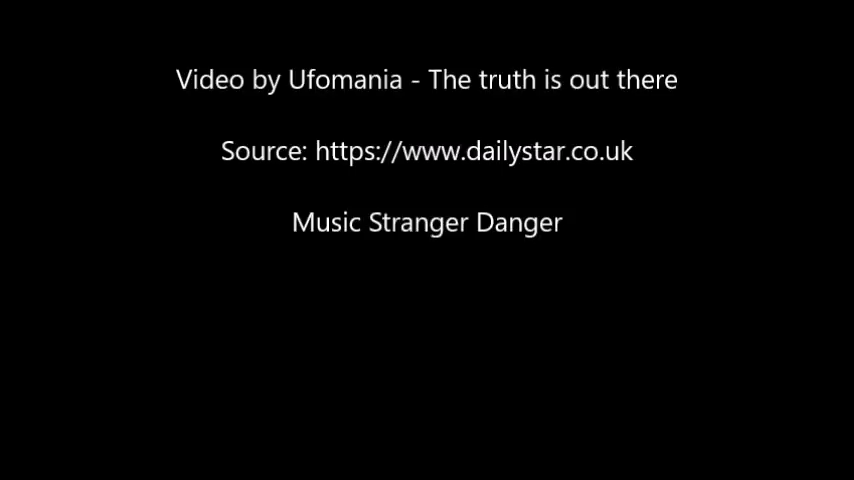 Video by Ufomania - The truth is out there
Source: https://www.dailystar.co.uk
Music Stranger Danger